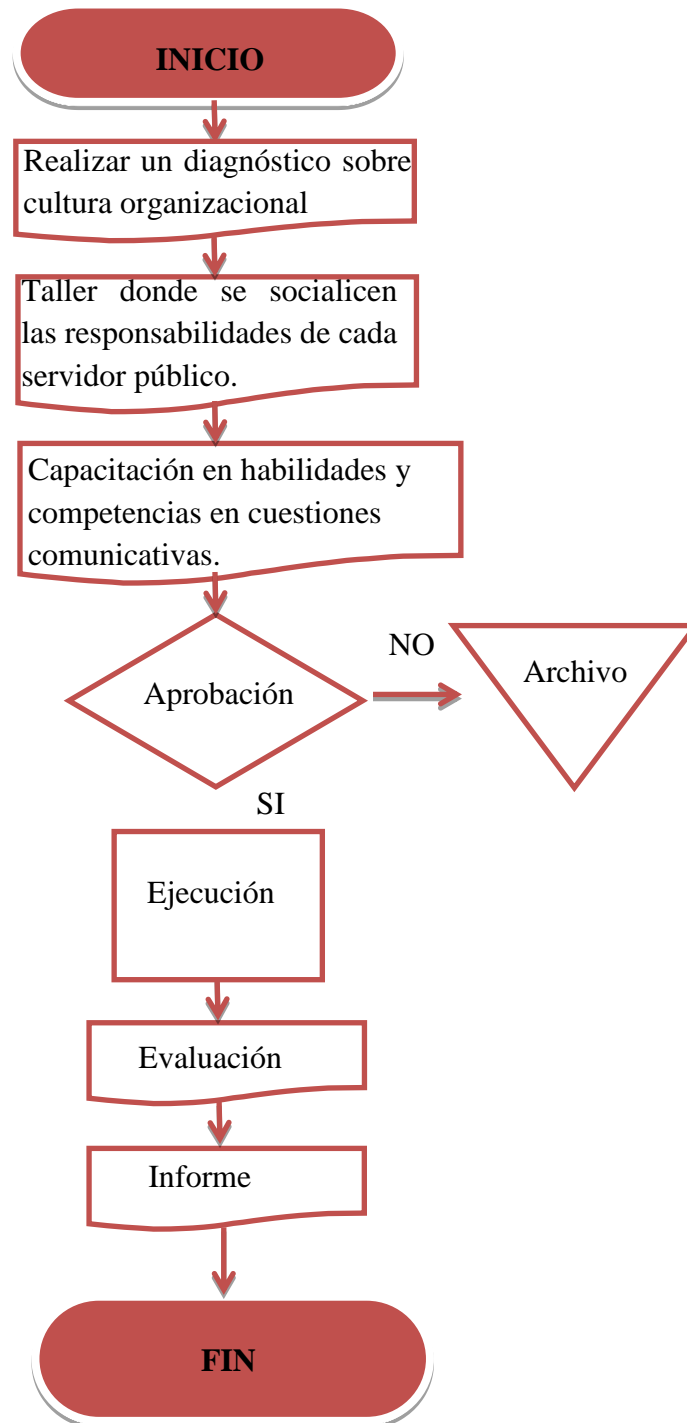 INICIO
Realizar un diagnóstico sobre
cultura organizacional
Taller donde se socialicen
las responsabilidades de cada
servidor público.
Capacitación en habilidades y
competencias en cuestiones
comunicativas.
NO
Archivo
Aprobación
SI
Ejecución
Evaluación
Informe
FIN